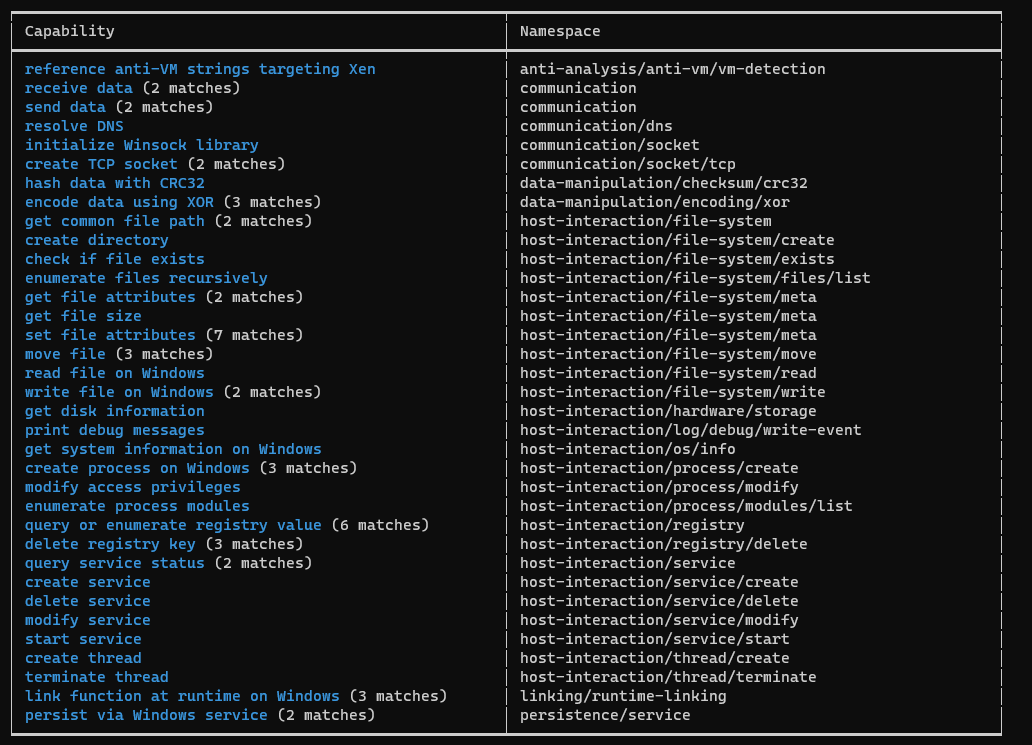 Capability Namespace
reference anti-VM strings targeting Xen anti-analysis/anti-vm/vm-detection
receive data (2 matches) communication
send data (2 matches) communication
resolve DNS communication/dns
initialize Winsock library communication/socket
create TCP socket (2 matches) communication/socket/tcp
hash data with CRC32 data-manipulation/checksum/crc32
encode data using XOR (3 matches) data-manipulation/encoding/xor
get common file path (2 matches) host-interaction/file-system
create directory host-interaction/file-system/create
check if file exists host-interaction/file-system/exists
enumerate files recursively host-interaction/file-system/files/list
get file attributes (2 matches) host-interaction/file-system/meta
get file size host-interaction/file-system/meta
set file attributes (7 matches) host-interaction/file-system/meta
move file (3 matches) host-interaction/file-system/move
read file on Windows host-interaction/file-system/read
write file on Windows (2 matches) host-interaction/file-system/write
get disk information host-interaction/hardware/storage
print debug messages host-interaction/log/debug/write-event
get system information on Windows host-interaction/os/info
create process on Windows (3 matches) host-interaction/process/create
modify access privileges host-interaction/process/modify
enumerate process modules host-interaction/process/modules/list
query or enumerate registry value (6 matches) host-interaction/registry
delete registry key (3 matches) host-interaction/registry/delete
query service status (2 matches) host-interaction/service
create service host-interaction/service/create
delete service host-interaction/service/delete
modify service host-interaction/service/modify
start service host-interaction/service/start
create thread host-interaction/thread/create
terminate thread host-interaction/thread/terminate
link function at runtime on Windows (3 matches) linking/runtime-linking
persist via Windows service (2 matches) persistence/service